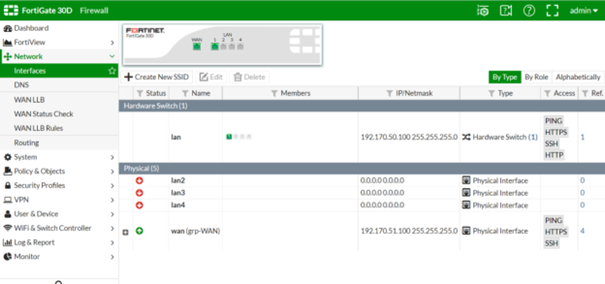 FortiGate 30D Firewall admin
Dashboard
FortiView
Network
Interfaces
DNS
WAN LLB
WAN Status Check
WAN LLB Rules
Routing
System
Policy & Objects
Security Profiles
VPN
User & Device
WiFi & Switch Controller
Log & Report
Monitor
FORTINET
FortiGate 30D
WAN
LAN
1 2 3 4
Create New SSID Edit Delete By Type By Role Alphabetically
Status Name Members IP/Netmask Type Access Ref.
Hardware Switch (1)
lan 1 192.170.50.100 255.255.255.0 Hardware Switch (1) PING 1
HTTPS
SSH
HTTP
Physical (5)
lan2 0.0.0.0 0.0.0.0 Physical Interface 0
lan3 0.0.0.0 0.0.0.0 Physical Interface 0
lan4 0.0.0.0 0.0.0.0 Physical Interface 0
wan (grp-WAN) 192.170.51.100 255.255.255.0 Physical Interface PING 4
HTTPS
SSH